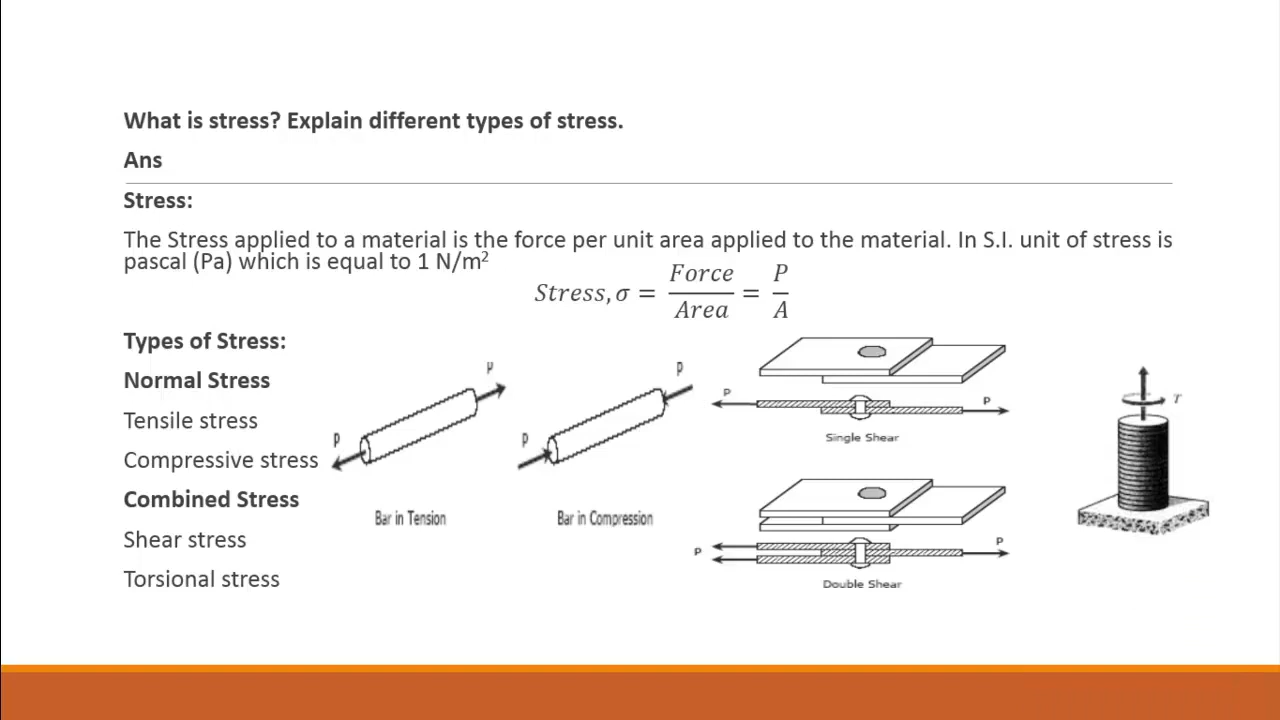 What is stress? Explain different types of stress.
Ans
Stress:
The Stress applied to a material is the force per unit area applied to the material. In S.I. unit of stress is
pascal (Pa) which is equal to 1 N/m²
Stress, σ = Force/Area = P/A
Types of Stress:
Normal Stress
Tensile stress
Compressive stress
Combined Stress
Shear stress
Torsional stress
P
P
Bar in Tension
P
P
Bar in Compression
P
P
Single Shear
P
P
Double Shear
T